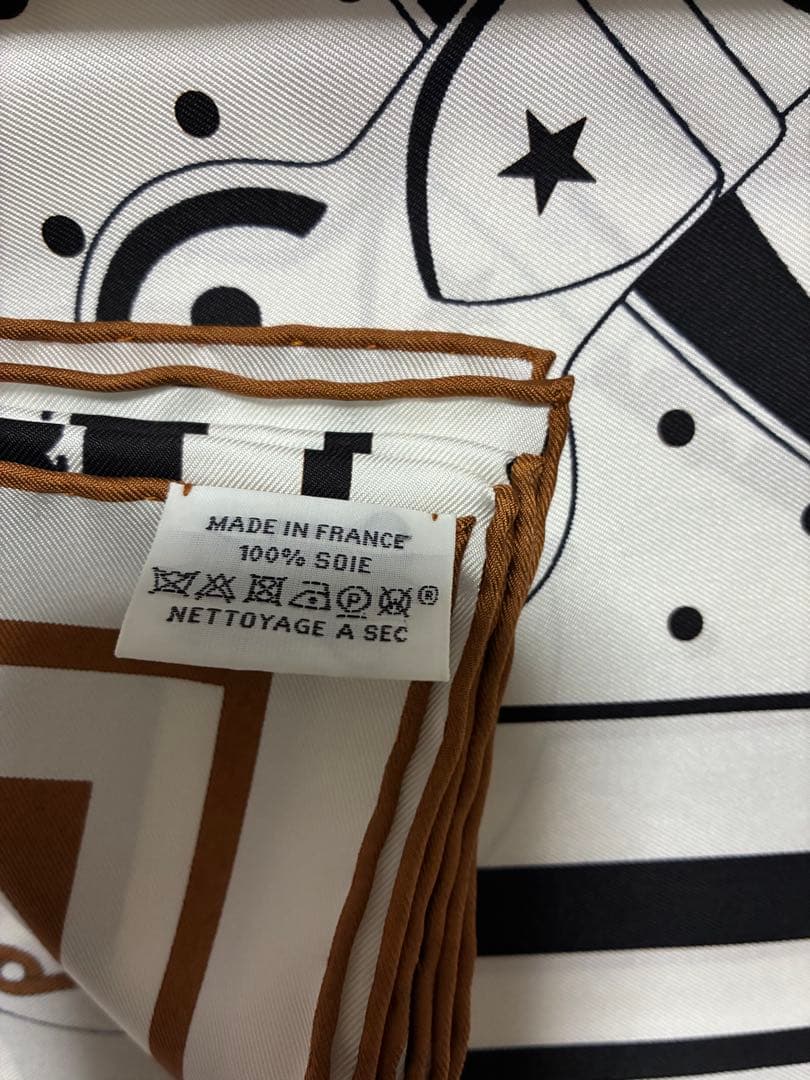 MADE IN FRANCE
100% SOIE
P W ®
NETTOYAGE A SEC